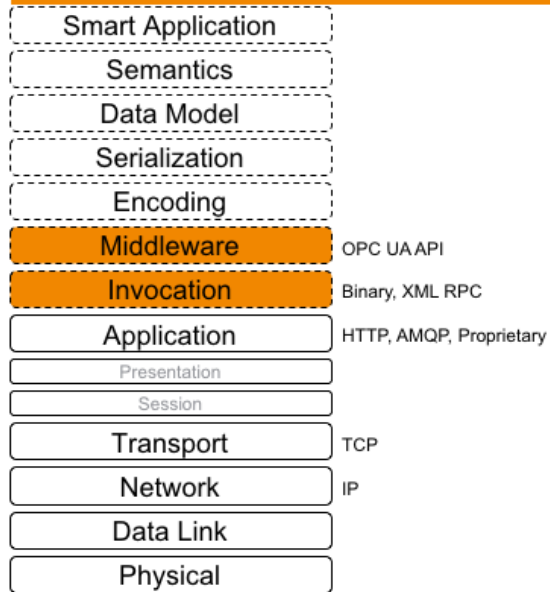 Smart Application
Semantics
Data Model
Serialization
Encoding
Middleware OPC UA API
Invocation Binary, XML RPC
Application HTTP, AMQP, Proprietary
Presentation
Session
Transport TCP
Network IP
Data Link
Physical